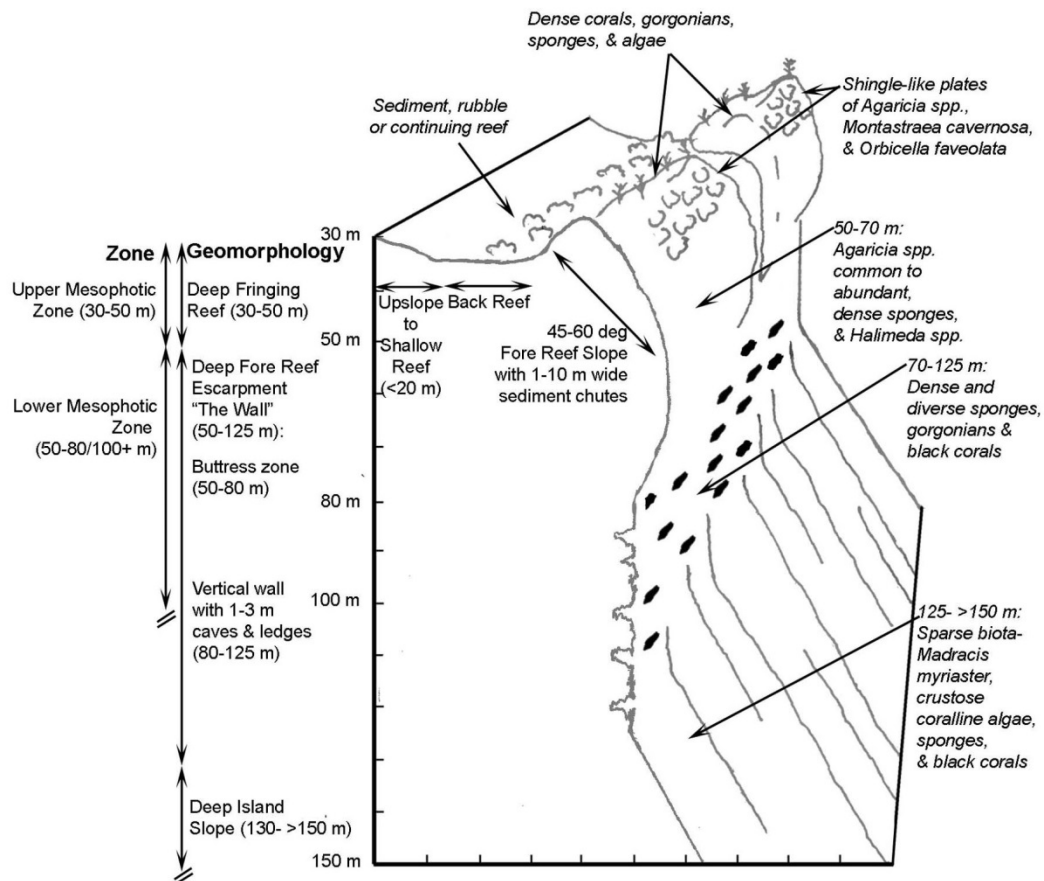 Dense corals, gorgonians,
sponges, & algae
Sediment, rubble
or continuing reef
Shingle-like plates
of Agaricia spp.,
Montastraea cavernosa,
& Orbicella faveolata
Zone
Geomorphology
30 m
Upper Mesophotic
Zone (30-50 m)
Deep Fringing
Reef (30-50 m)
Upslope
to
Shallow
Reef
(<20 m)
Back Reef
45-60 deg
Fore Reef Slope
with 1-10 m wide
sediment chutes
50-70 m:
Agaricia spp.
common to
abundant,
dense sponges,
& Halimeda spp.
50 m
Lower Mesophotic
Zone
(50-80/100+ m)
Deep Fore Reef
Escarpment
“The Wall”
(50-125 m):
Buttress zone
(50-80 m)
70-125 m:
Dense and
diverse sponges,
gorgonians &
black corals
80 m
Vertical wall
with 1-3 m
caves & ledges
(80-125 m)
100 m
125- >150 m:
Sparse biota-
Madracis
myriaster,
crustose
coralline algae,
sponges,
& black corals
Deep Island
Slope (130- >150 m)
150 m